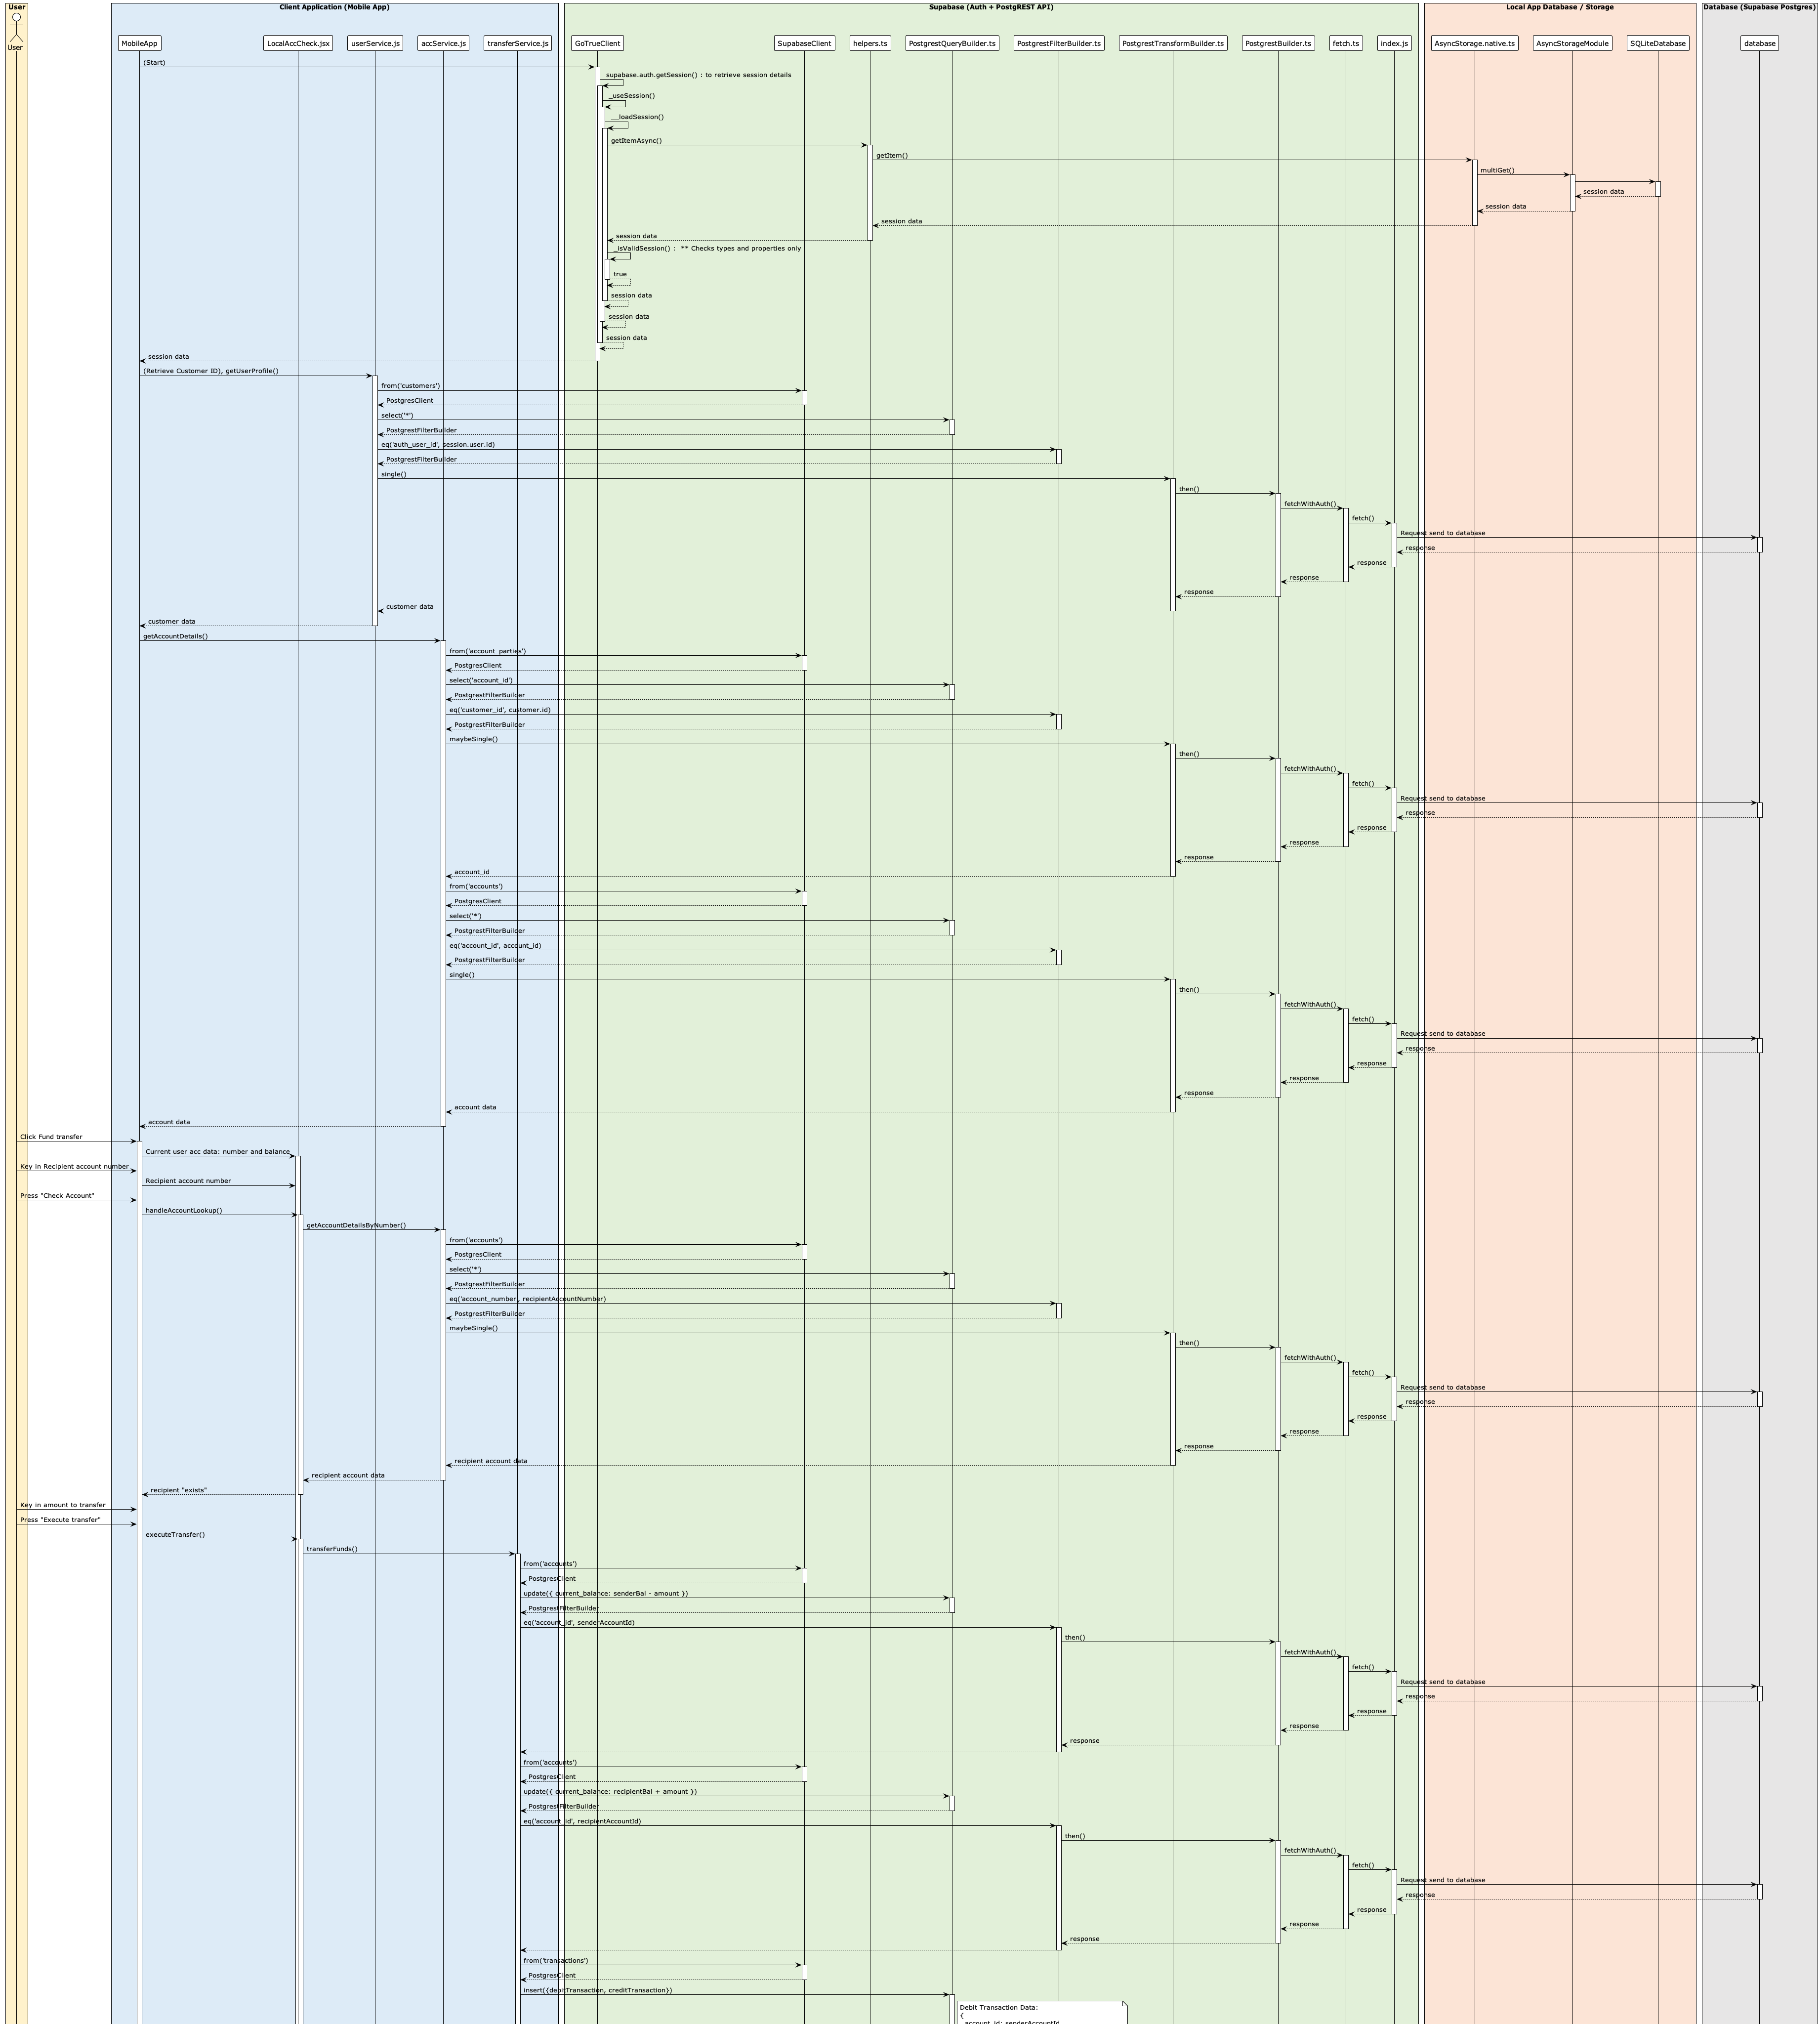 User
Client Application (Mobile App)
Supabase (Auth + PostgREST API)
Local App Database / Storage
Database (Supabase Postgres)
User
MobileApp
LocalAccCheck.jsx
userService.js
accService.js
transferService.js
GoTrueClient
SupabaseClient
helpers.ts
PostgrestQueryBuilder.ts
PostgrestFilterBuilder.ts
PostgrestTransformBuilder.ts
PostgrestBuilder.ts
fetch.ts
index.js
AsyncStorage.native.ts
AsyncStorageModule
SQLiteDatabase
database
(Start)
supabase.auth.getSession() : to retrieve session details
_useSession()
__loadSession()
getItemAsync()
getItem()
multiGet()
session data
session data
session data
session data
_isValidSession() :  ** Checks types and properties only
true
session data
session data
session data
session data
(Retrieve Customer ID), getUserProfile()
from('customers')
PostgresClient
select('*')
PostgrestFilterBuilder
eq('auth_user_id', session.user.id)
PostgrestFilterBuilder
single()
then()
fetchWithAuth()
fetch()
Request send to database
response
response
response
response
customer data
customer data
getAccountDetails()
from('account_parties')
PostgresClient
select('account_id')
PostgrestFilterBuilder
eq('customer_id', customer.id)
PostgrestFilterBuilder
maybeSingle()
then()
fetchWithAuth()
fetch()
Request send to database
response
response
response
response
account_id
from('accounts')
PostgresClient
select('*')
PostgrestFilterBuilder
eq('account_id', account_id)
PostgrestFilterBuilder
single()
then()
fetchWithAuth()
fetch()
Request send to database
response
response
response
response
account data
account data
Click Fund transfer
Current user acc data: number and balance
Key in Recipient account number
Recipient account number
Press "Check Account"
handleAccountLookup()
getAccountDetailsByNumber()
from('accounts')
PostgresClient
select('*')
PostgrestFilterBuilder
eq('account_number', recipientAccountNumber)
PostgrestFilterBuilder
maybeSingle()
then()
fetchWithAuth()
fetch()
Request send to database
response
response
response
response
recipient account data
recipient account data
recipient "exists"
Key in amount to transfer
Press "Execute transfer"
executeTransfer()
transferFunds()
from('accounts')
PostgresClient
update({ current_balance: senderBal - amount })
PostgrestFilterBuilder
eq('account_id', senderAccountId)
then()
fetchWithAuth()
fetch()
Request send to database
response
response
response
response
from('accounts')
PostgresClient
update({ current_balance: recipientBal + amount })
PostgrestFilterBuilder
eq('account_id', recipientAccountId)
then()
fetchWithAuth()
fetch()
Request send to database
response
response
response
response
from('transactions')
PostgresClient
insert({debitTransaction, creditTransaction})
Debit Transaction Data:
{
account_id: senderAccountId